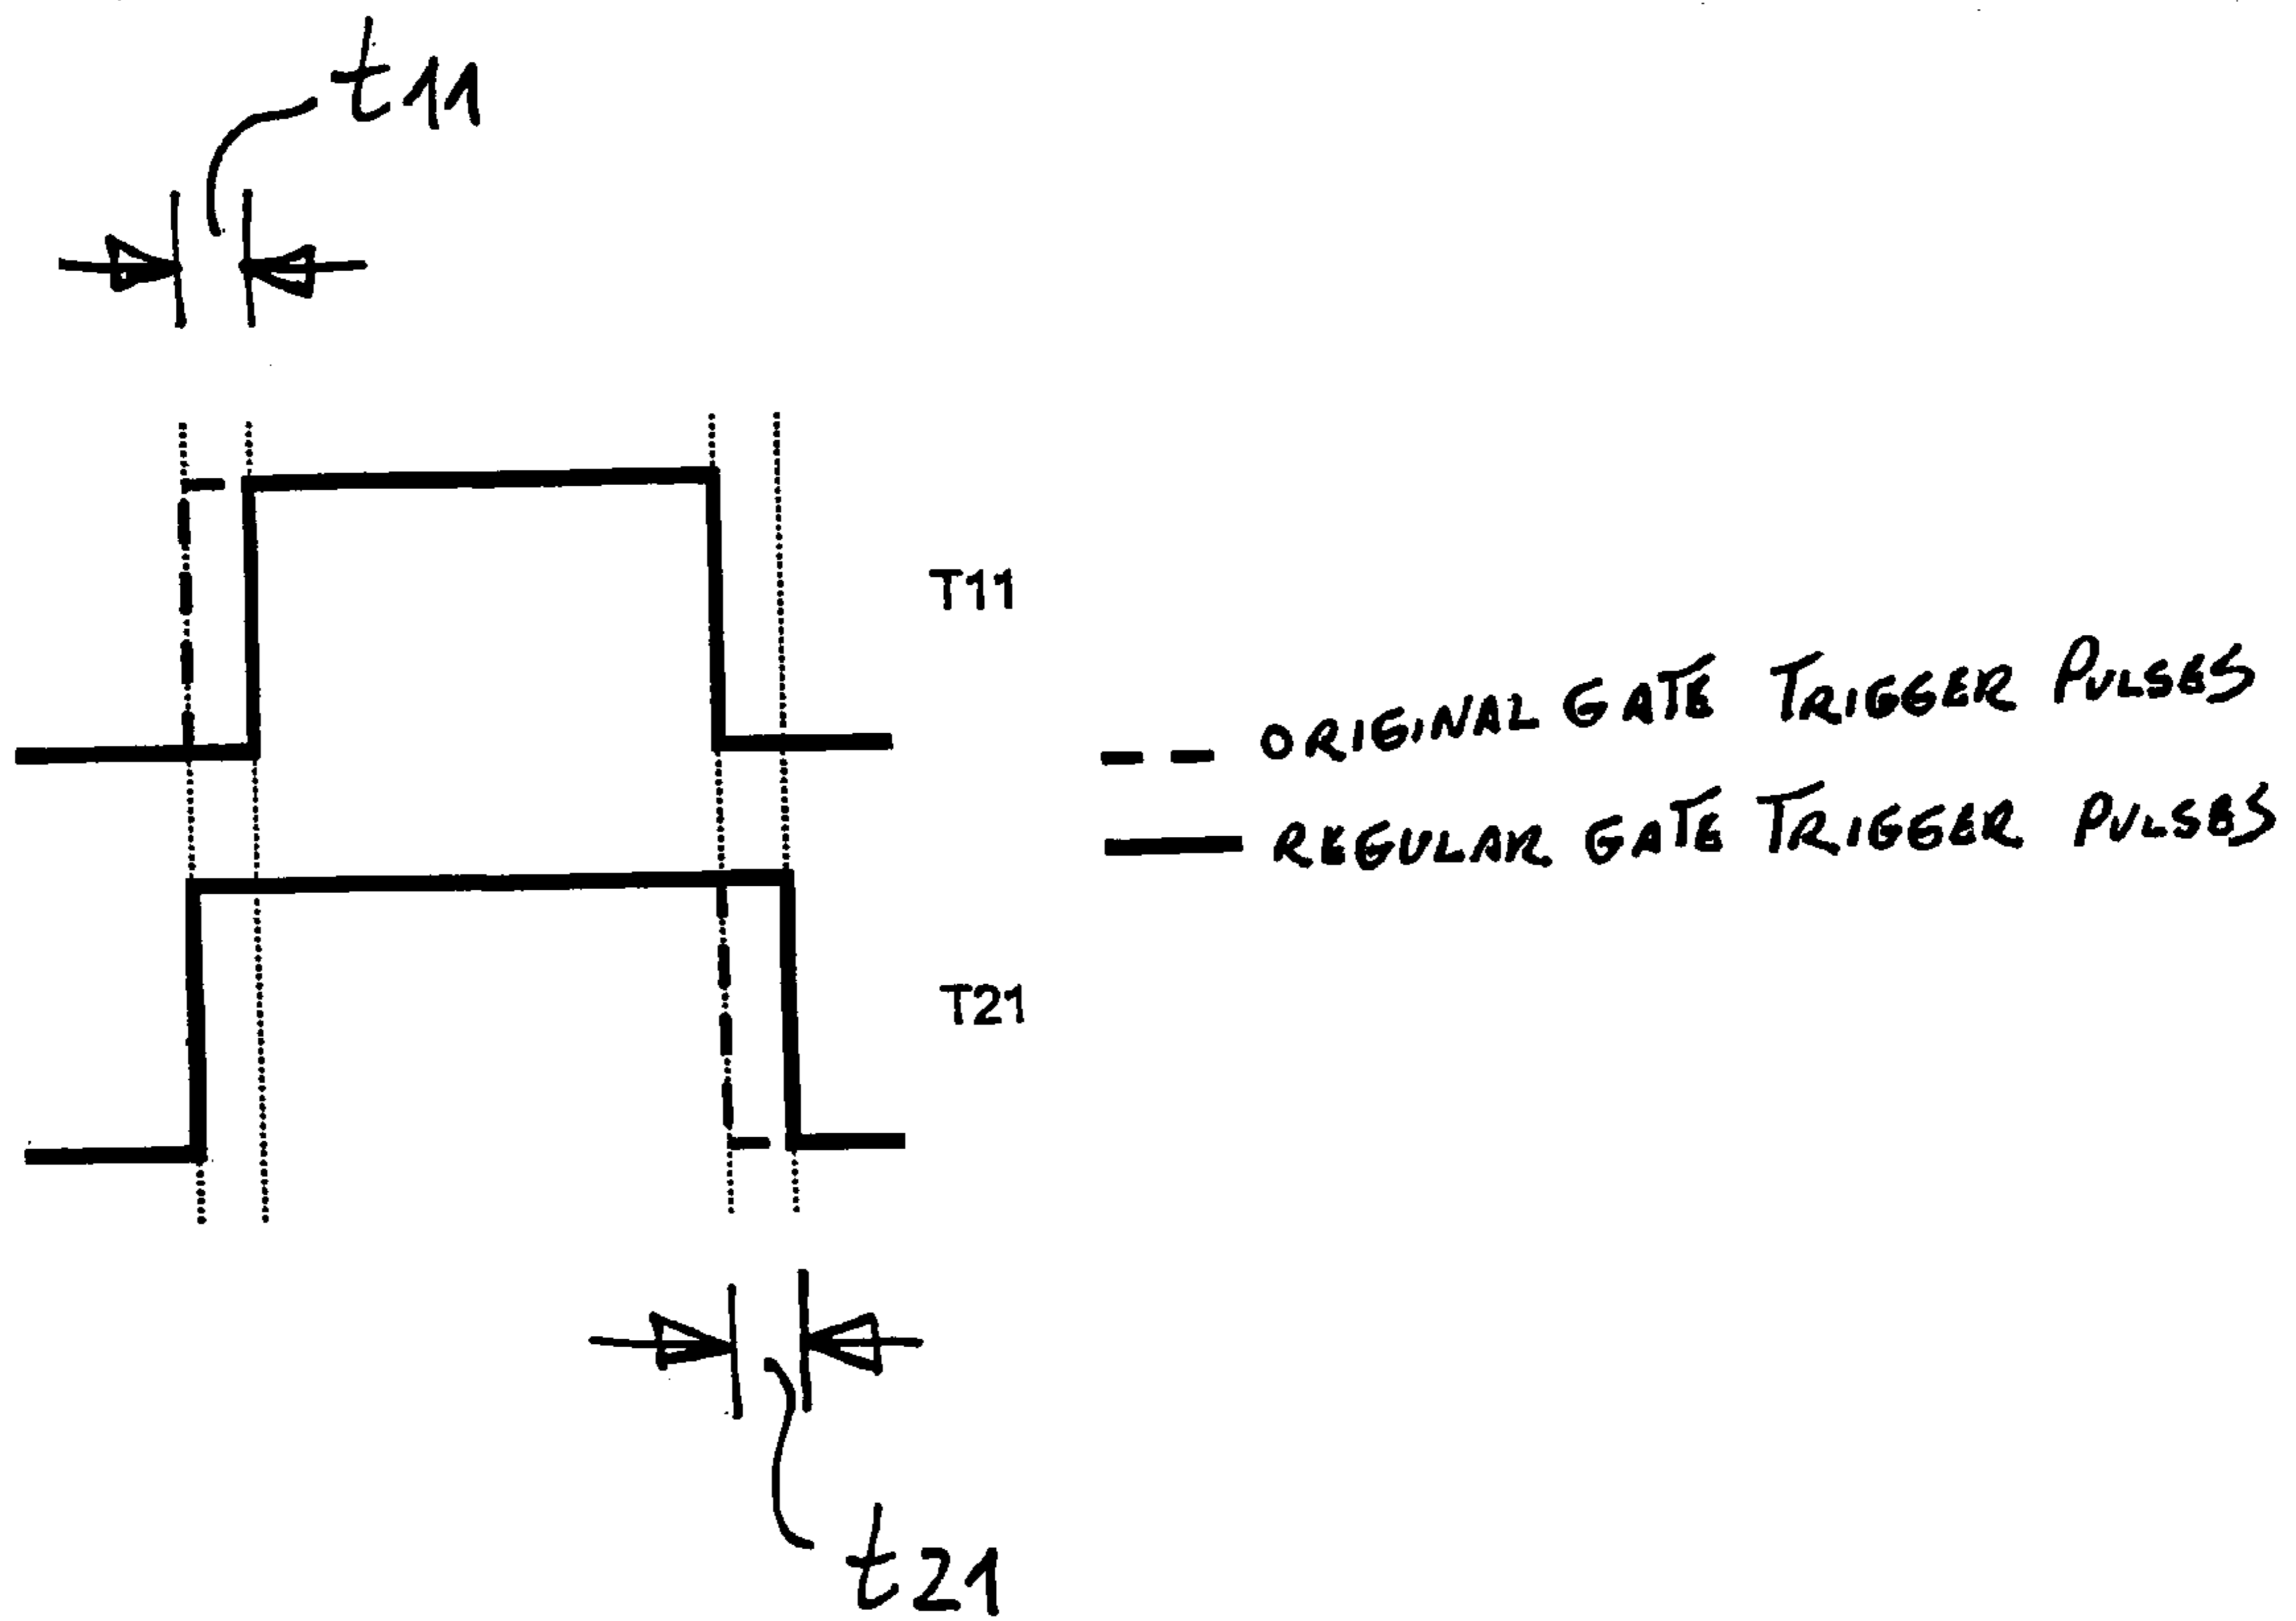 t11
T11
ORIGINAL GATE TRIGGER PULSES
REGULAR GATE TRIGGER PULSES
T21
t21